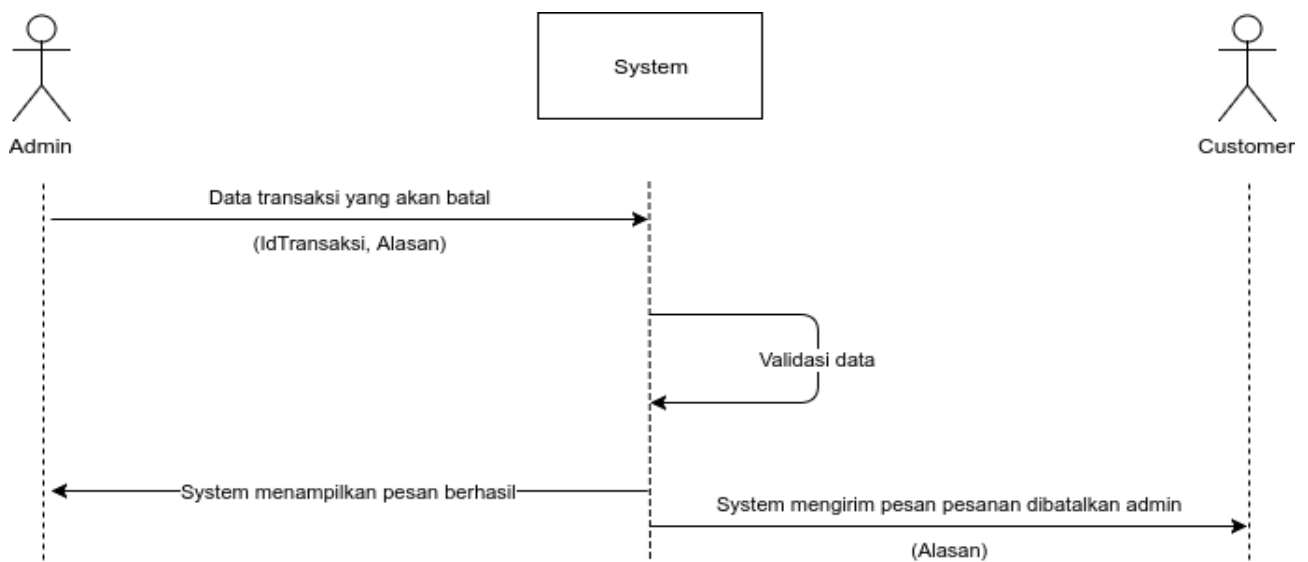 System
Admin
Customer
Data transaksi yang akan batal
(IdTransaksi, Alasan)
Validasi data
System menampilkan pesan berhasil
System mengirim pesan pesanan dibatalkan admin
(Alasan)